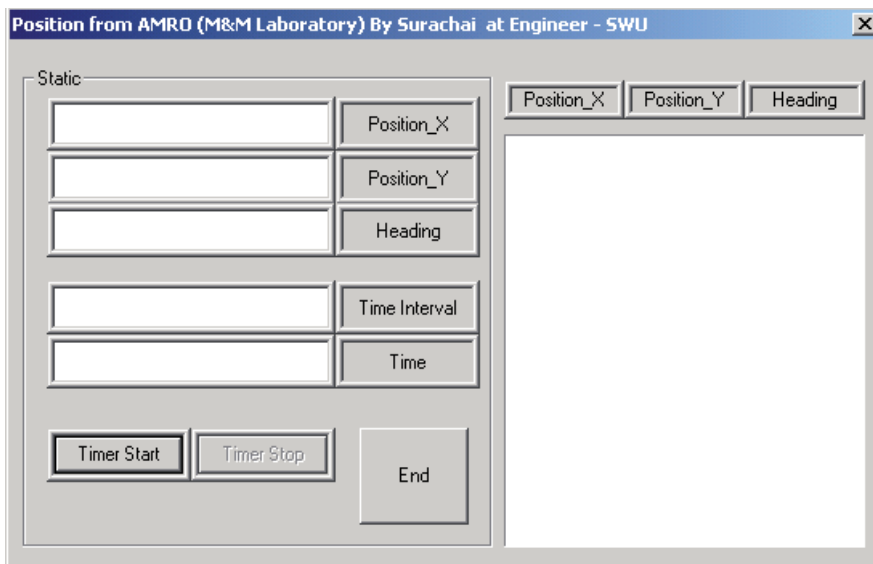 Position from AMRO (M&M Laboratory) By Surachai at Engineer - SWU
Static
Position_X
Position_Y
Heading
Time Interval
Time
Timer Start
Timer Stop
End
Position_X Position_Y Heading